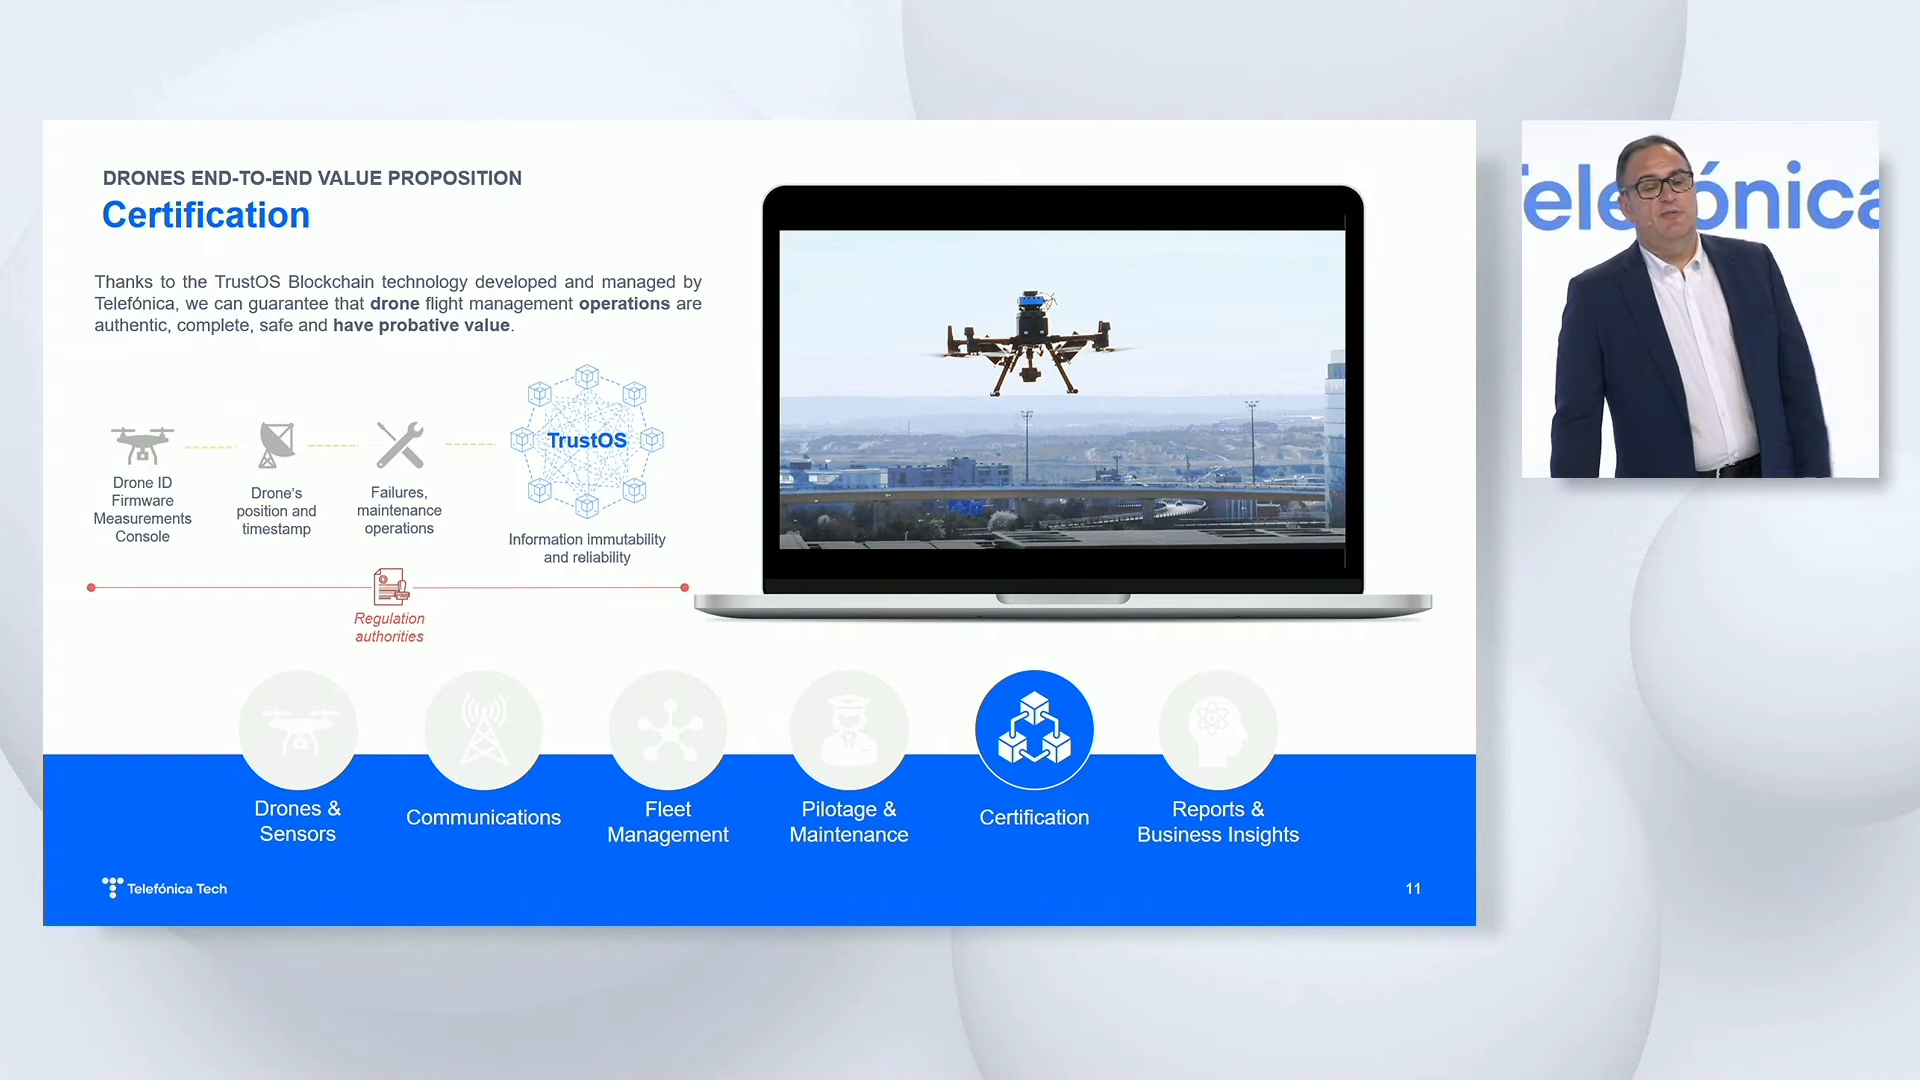 DRONES END-TO-END VALUE PROPOSITION
Certification
Thanks to the TrustOS Blockchain technology developed and managed by
Telefónica, we can guarantee that drone flight management operations are
authentic, complete, safe and have probative value.
TrustOS
Drone ID
Firmware
Measurements
Console
Drone's
position and
timestamp
Failures,
maintenance
operations
Information immutability
and reliability
Regulation
authorities
Drones &
Sensors
Communications
Fleet
Management
Pilotage &
Maintenance
Certification
Reports &
Business Insights
Telefónica Tech
11
Telefónica